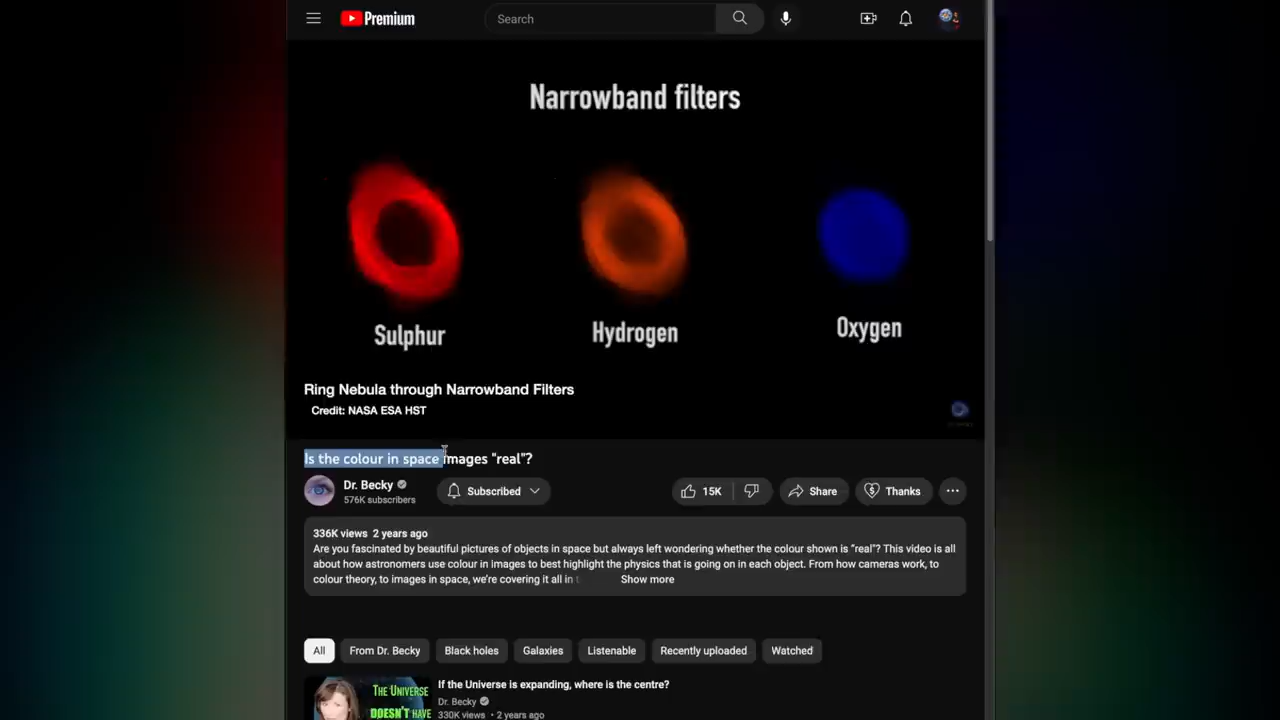 Premium
Search
Narrowband filters
Sulphur
Hydrogen
Oxygen
Ring Nebula through Narrowband Filters
Credit: NASA ESA HST
Is the colour in space images "real"?
Dr. Becky
576K subscribers
Subscribed
15K
Share
Thanks
336K views 2 years ago
Are you fascinated by beautiful pictures of objects in space but always left wondering whether the colour shown is "real"? This video is all
about how astronomers use colour in images to best highlight the physics that is going on in each object. From how cameras work, to
colour theory, to images in space, we're covering it all in
Show more
All
From Dr. Becky
Black holes
Galaxies
Listenable
Recently uploaded
Watched
THE UNIVERSE
DOESN'T HAVE
If the Universe is expanding, where is the centre?
Dr. Becky
330K views • 2 years ago